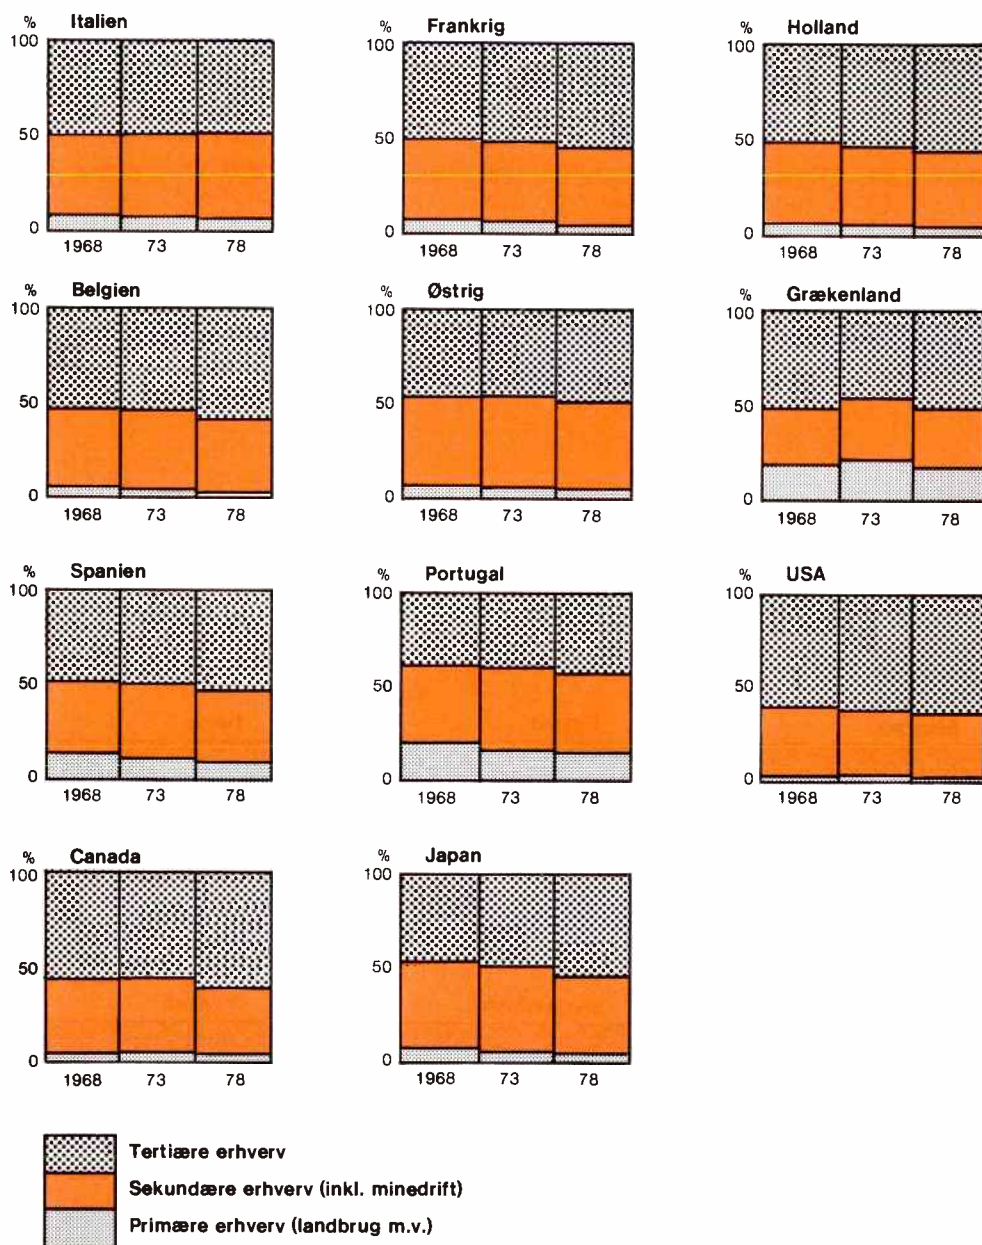 % Italien
100
50
0
1968 73 78
% Frankrig
100
50
0
1968 73 78
% Holland
100
50
0
1968 73 78
% Belgien
100
50
0
1968 73 78
% Østrig
100
50
0
1968 73 78
% Grækenland
100
50
0
1968 73 78
% Spanien
100
50
0
1968 73 78
% Portugal
100
50
0
1968 73 78
% USA
100
50
0
1968 73 78
% Canada
100
50
0
1968 73 78
% Japan
100
50
0
1968 73 78
Tertiære erhverv
Sekundære erhverv (inkl. minedrift)
Primære erhverv (landbrug m.v.)